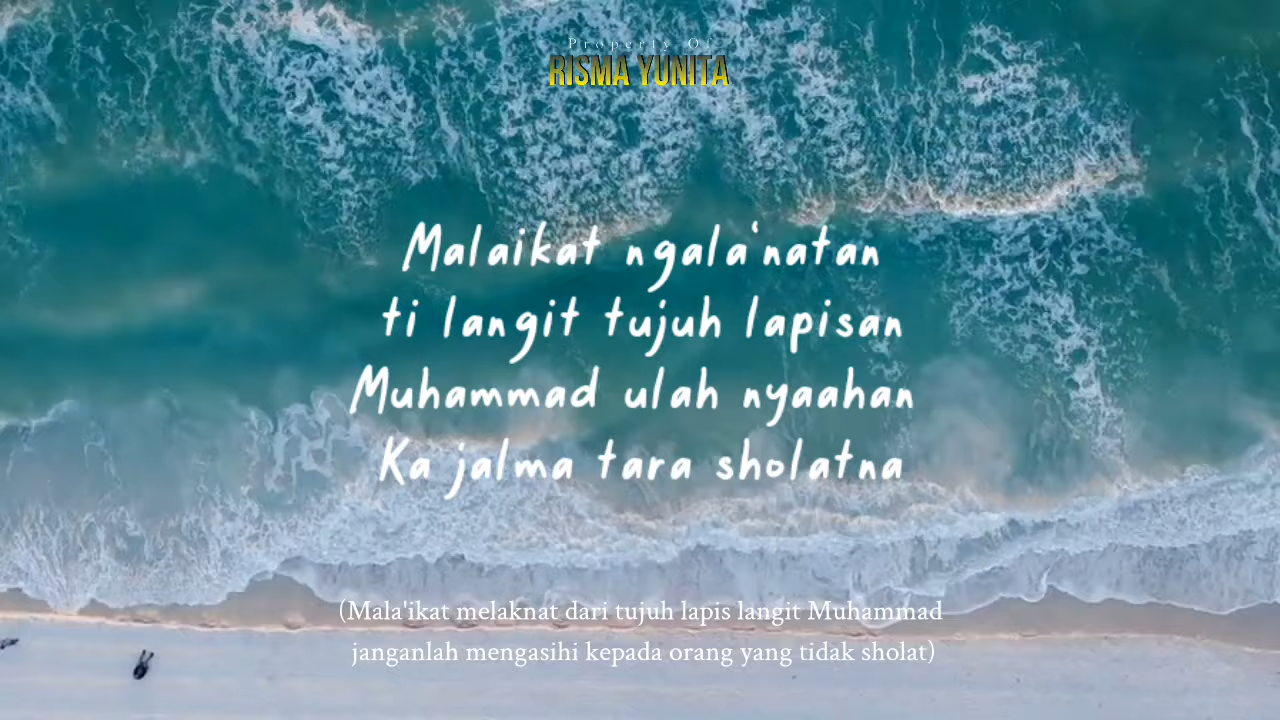 Property Of
RISMA YUNITA
Malaikat ngala'natan
ti langit tujuh lapisan
Muhammad ulah nyaahan
Ka jalma tara sholatna
(Mala'ikat melaknat dari tujuh lapis langit Muhammad
janganlah mengasihi kepada orang yang tidak sholat)